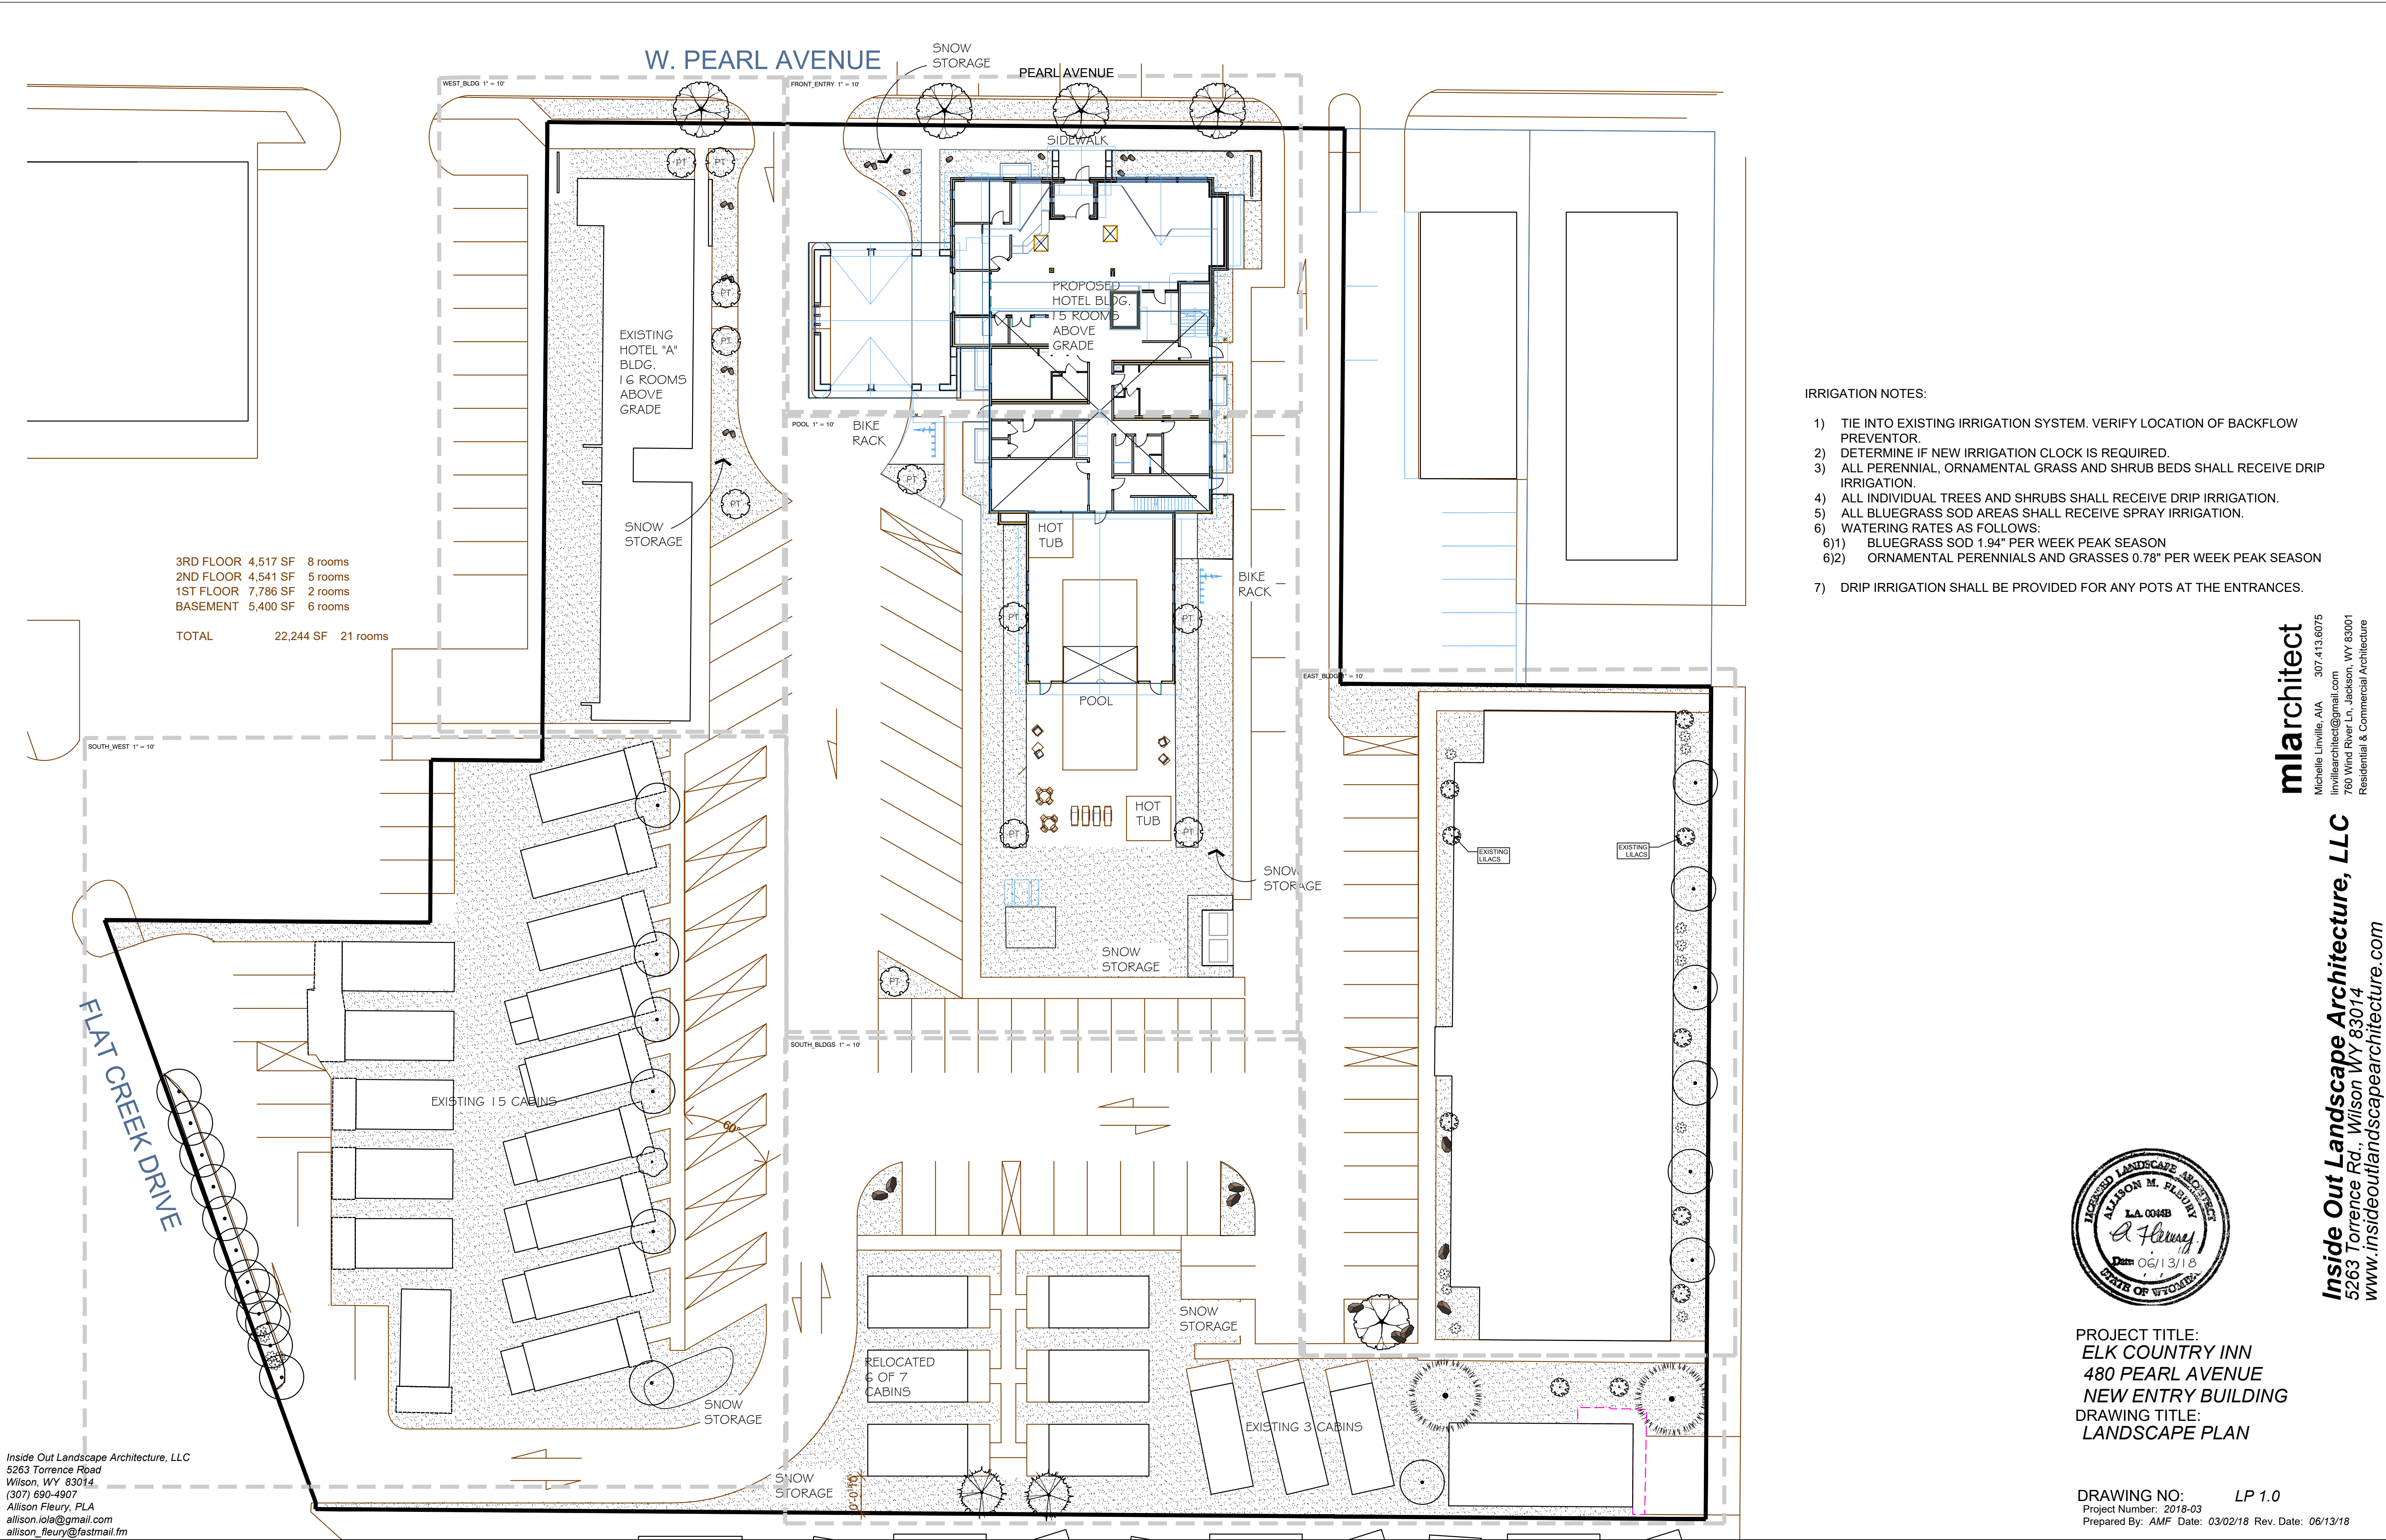 W. PEARL AVENUE
SNOW
STORAGE
PEARL AVENUE
WEST_BLDG 1" = 10'
FRONT_ENTRY 1" = 10'
SIDEWALK
PT
PT
PT
PT
PT
EXISTING
HOTEL "A"
BLDG.
16 ROOMS
ABOVE
GRADE
PROPOSED
HOTEL BLDG.
15 ROOMS
ABOVE
GRADE
POOL 1" = 10'
BIKE
RACK
PT
SNOW
STORAGE
HOT
TUB
BIKE
RACK
PT
PT
POOL
HOT
TUB
PT
PT
SNOW
STORAGE
SNOW
STORAGE
PT
3RD FLOOR 4,517 SF 8 rooms
2ND FLOOR 4,541 SF 5 rooms
1ST FLOOR 7,786 SF 2 rooms
BASEMENT 5,400 SF 6 rooms
TOTAL 22,244 SF 21 rooms
IRRIGATION NOTES:
1) TIE INTO EXISTING IRRIGATION SYSTEM. VERIFY LOCATION OF BACKFLOW
PREVENTOR.
2) DETERMINE IF NEW IRRIGATION CLOCK IS REQUIRED.
3) ALL PERENNIAL, ORNAMENTAL GRASS AND SHRUB BEDS SHALL RECEIVE DRIP
IRRIGATION.
4) ALL INDIVIDUAL TREES AND SHRUBS SHALL RECEIVE DRIP IRRIGATION.
5) ALL BLUEGRASS SOD AREAS SHALL RECEIVE SPRAY IRRIGATION.
6) WATERING RATES AS FOLLOWS:
6)1) BLUEGRASS SOD 1.94" PER WEEK PEAK SEASON
6)2) ORNAMENTAL PERENNIALS AND GRASSES 0.78" PER WEEK PEAK SEASON
7) DRIP IRRIGATION SHALL BE PROVIDED FOR ANY POTS AT THE ENTRANCES.
mlarchitect
Michelle Linville, AIA 307.413.6075
linvillearchitect@gmail.com
760 Wind River Ln, Jackson, WY 83001
Residential & Commercial Architecture
EAST_BLDG 1" = 10'
EXISTING
LILACS
EXISTING
LILACS
SOUTH_WEST 1" = 10'
FLAT CREEK DRIVE
EXISTING 15 CABINS
60°
SOUTH_BLDGS 1" = 10'
SNOW
STORAGE
RELOCATED
6 OF 7
CABINS
SNOW
STORAGE
EXISTING 3 CABINS
SNOW
STORAGE
Inside Out Landscape Architecture, LLC
5263 Torrence Rd., Wilson WY 83014
www.insideoutlandscapearchitecture.com
LICENSED LANDSCAPE ARCHITECT
ALLISON M. FLEURY
L.A. 0044B
A Fleury
Date: 06/13/18
STATE OF WYOMING
PROJECT TITLE:
ELK COUNTRY INN
480 PEARL AVENUE
NEW ENTRY BUILDING
DRAWING TITLE:
LANDSCAPE PLAN
DRAWING NO: LP 1.0
Project Number: 2018-03
Prepared By: AMF Date: 03/02/18 Rev. Date: 06/13/18
Inside Out Landscape Architecture, LLC
5263 Torrence Road
Wilson, WY 83014
(307) 690-4907
Allison Fleury, PLA
allison.iola@gmail.com
allison_fleury@fastmail.fm